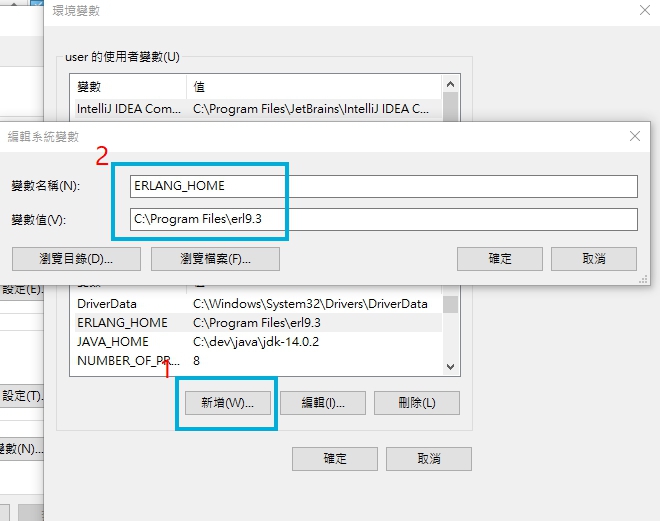 環境變數
user 的使用者變數(U)
變數 值
IntelliJ IDEA Com... C:\Program Files\JetBrains\IntelliJ IDEA C...
編輯系統變數
2
變數名稱(N): ERLANG_HOME
變數值(V): C:\Program Files\erl9.3
瀏覽目錄(D)... 瀏覽檔案(F)... 確定 取消
設定(E)...
DriverData C:\Windows\System32\Drivers\DriverData
ERLANG_HOME C:\Program Files\erl9.3
JAVA_HOME C:\dev\java\jdk-14.0.2
NUMBER_OF_PR... 8
1
設定(T)...
新增(W)... 編輯(I)... 刪除(L)
變數(N)...
確定 取消